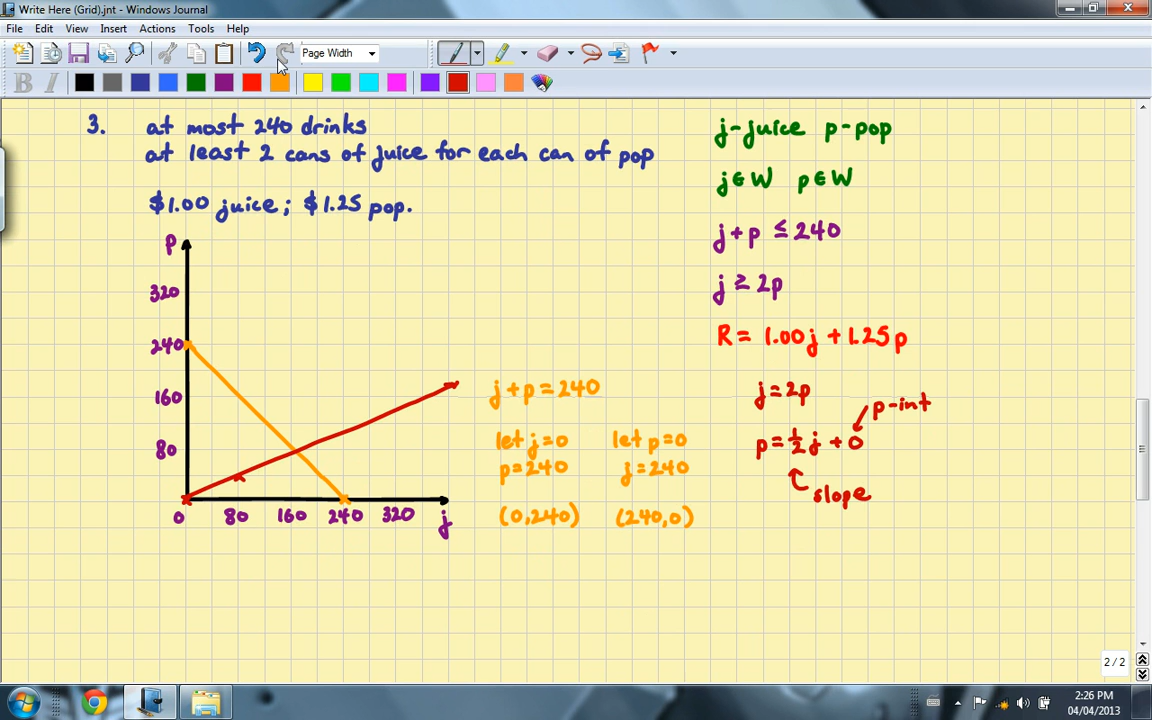 Write Here (Grid).jnt - Windows Journal
File Edit View Insert Actions Tools Help
Page Width
B I
3. at most 240 drinks
at least 2 cans of juice for each can of pop
$1.00 juice; $1.25 pop.
j-juice p-pop
j∈W p∈W
j+p ≤240
j ≥ 2p
R= 1.00j +1.25p
j=2p
p-int
p=½j +0
slope
p
320
240
160
80
0 80 160 240 320 j
j+p=240
let j=0 let p=0
p=240 j=240
(0,240) (240,0)
2 / 2
2:26 PM
04/04/2013